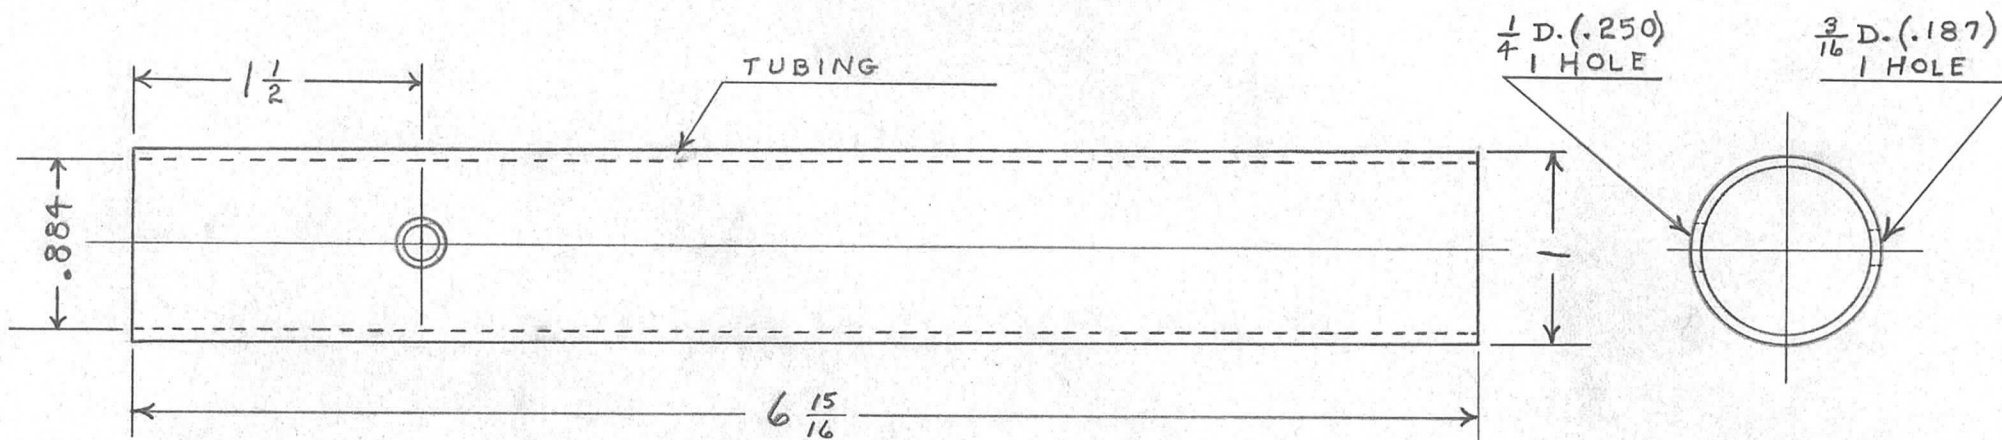 1 1/2
TUBING
1/4 D. (.250)
1 HOLE
3/16 D. (.187)
1 HOLE
.884
1
6 15/16